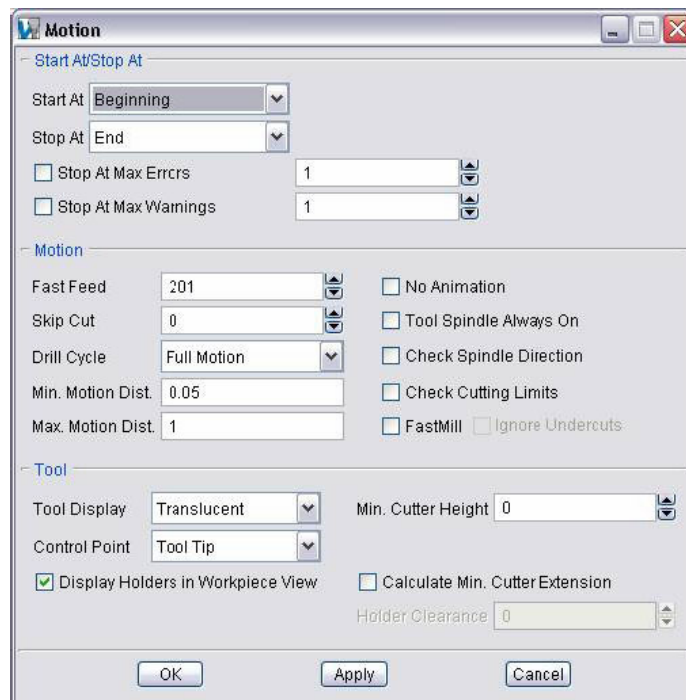 Motion
Start At/Stop At
Start At Beginning
Stop At End
Stop At Max Errcrs 1
Stop At Max Warnings 1
Motion
Fast Feed 201 No Animation
Skip Cut 0 Tool Spindle Always On
Drill Cycle Full Motion Check Spindle Direction
Min. Motion Dist. 0.05 Check Cutting Limits
Max. Motion Dist. 1 FastMill Ignore Undercuts
Tool
Tool Display Translucent Min. Cutter Height 0
Control Point Tool Tip
Display Holders in Workpiece View Calculate Min. Cutter Extension
Holder Clearance 0
OK Apply Cancel